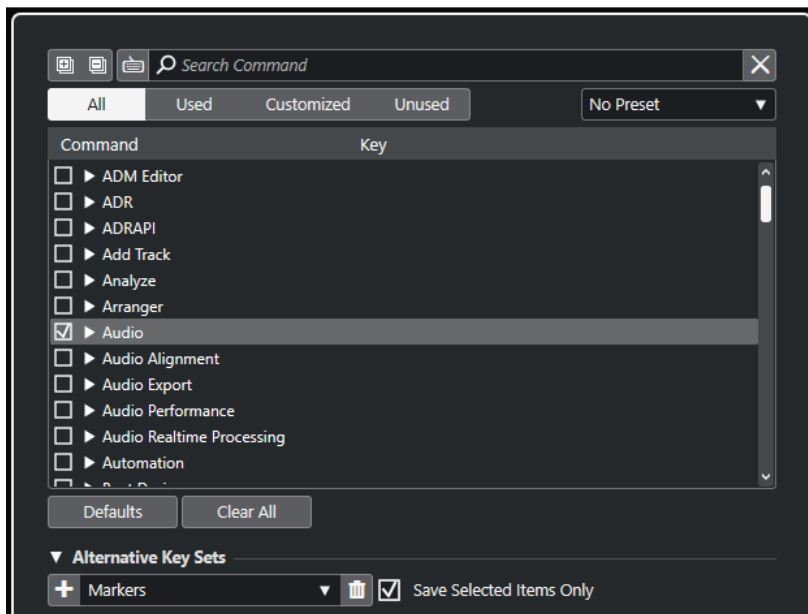 Search Command
All Used Customized Unused No Preset
Command Key
ADM Editor
ADR
ADRAPI
Add Track
Analyze
Arranger
Audio
Audio Alignment
Audio Export
Audio Performance
Audio Realtime Processing
Automation
Defaults Clear All
Alternative Key Sets
Markers Save Selected Items Only